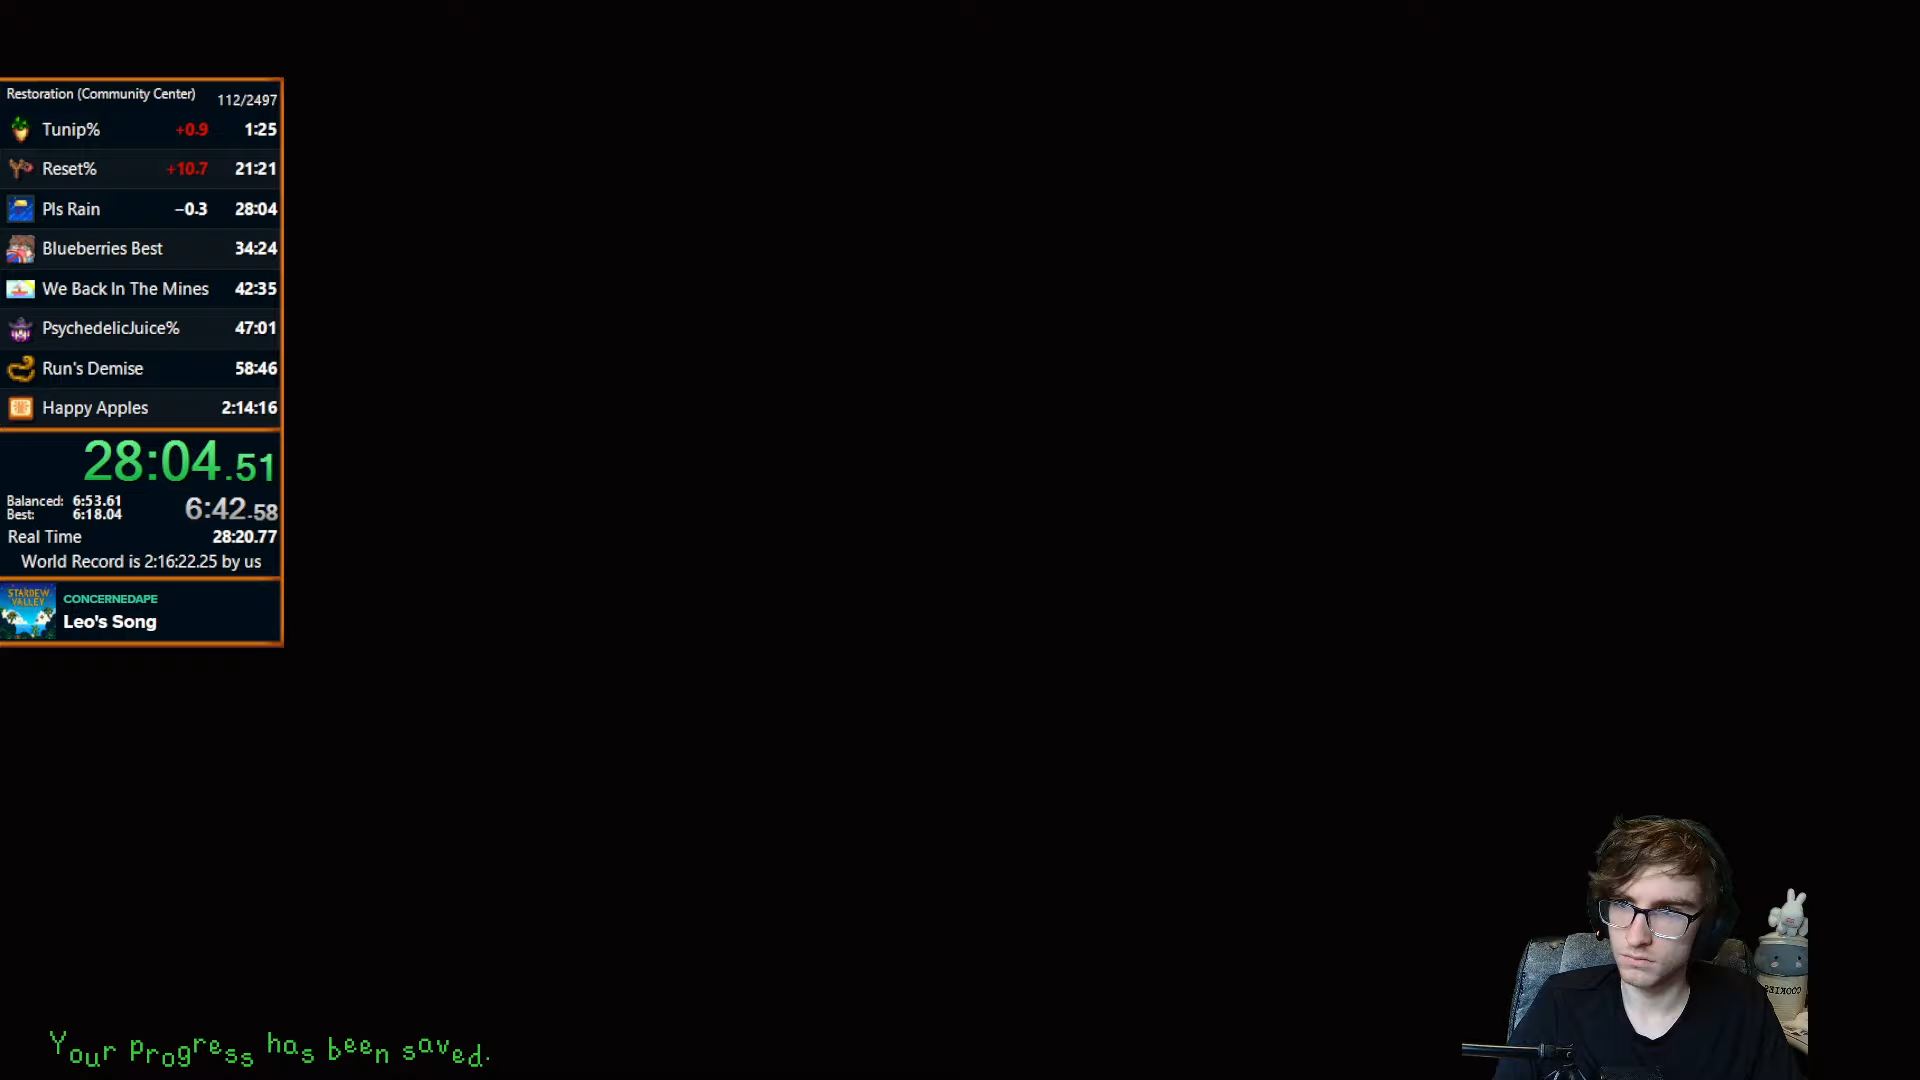 Restoration (Community Center) 112/2497
Tunip% +0.9 1:25
Reset% +10.7 21:21
Pls Rain −0.3 28:04
Blueberries Best 34:24
We Back In The Mines 42:35
PsychedelicJuice% 47:01
Run's Demise 58:46
Happy Apples 2:14:16
28:04.51
Balanced: 6:53.61
Best: 6:18.04
6:42.58
Real Time 28:20.77
World Record is 2:16:22.25 by us
STARDEW VALLEY
CONCERNEDAPE
Leo's Song
COOKIES
Your progress has been saved.